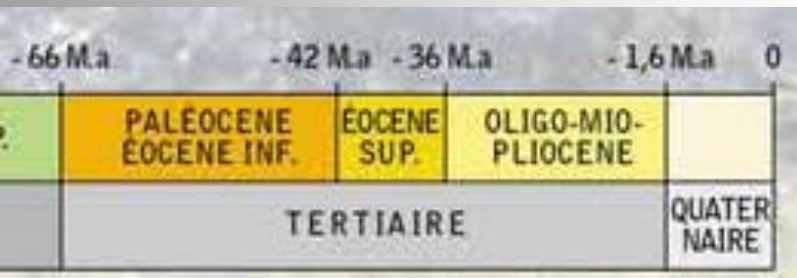 - 66 M.a - 42 M.a - 36 M.a - 1,6 M.a 0
PALÉOCENE
ÉOCENE INF.
ÉOCENE
SUP.
OLIGO-MIO-
PLIOCENE
TERTIAIRE
QUATER
NAIRE